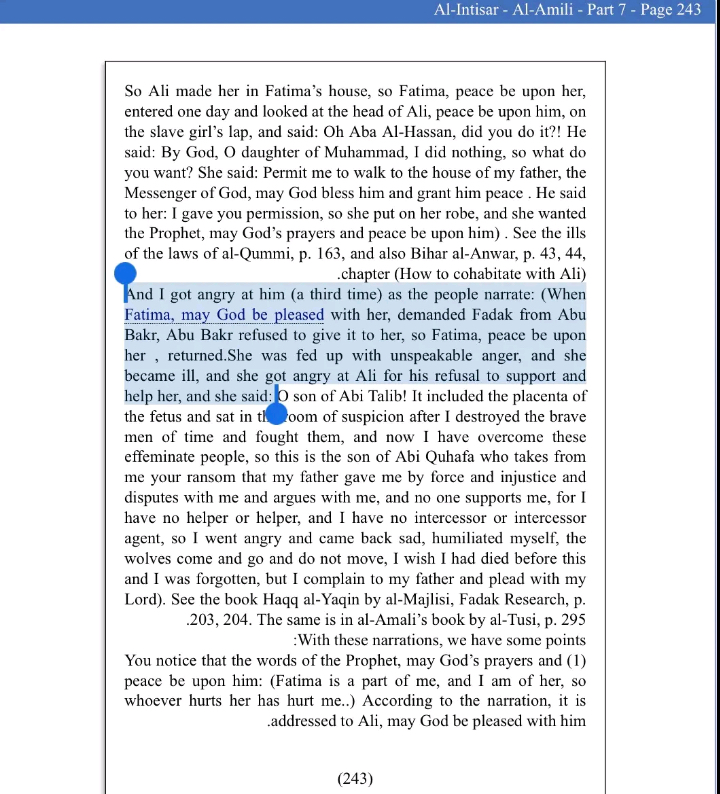 Al-Intisar - Al-Amili - Part 7 - Page 243
So Ali made her in Fatima's house, so Fatima, peace be upon her,
entered one day and looked at the head of Ali, peace be upon him, on
the slave girl's lap, and said: Oh Aba Al-Hassan, did you do it?! He
said: By God, O daughter of Muhammad, I did nothing, so what do
you want? She said: Permit me to walk to the house of my father, the
Messenger of God, may God bless him and grant him peace . He said
to her: I gave you permission, so she put on her robe, and she wanted
the Prophet, may God's prayers and peace be upon him) . See the ills
of the laws of al-Qummi, p. 163, and also Bihar al-Anwar, p. 43, 44,
.chapter (How to cohabitate with Ali)
And I got angry at him (a third time) as the people narrate: (When
Fatima, may God be pleased with her, demanded Fadak from Abu
Bakr, Abu Bakr refused to give it to her, so Fatima, peace be upon
her , returned.She was fed up with unspeakable anger, and she
became ill, and she got angry at Ali for his refusal to support and
help her, and she said: O son of Abi Talib! It included the placenta of
the fetus and sat in room of suspicion after I destroyed the brave
men of time and fought them, and now I have overcome these
effeminate people, so this is the son of Abi Quhafa who takes from
me your ransom that my father gave me by force and injustice and
disputes with me and argues with me, and no one supports me, for I
have no helper or helper, and I have no intercessor or intercessor
agent, so I went angry and came back sad, humiliated myself, the
wolves come and go and do not move, I wish I had died before this
and I was forgotten, but I complain to my father and plead with my
Lord). See the book Haqq al-Yaqin by al-Majlisi, Fadak Research, p.
.203, 204. The same is in al-Amali's book by al-Tusi, p. 295
:With these narrations, we have some points
You notice that the words of the Prophet, may God's prayers and (1)
peace be upon him: (Fatima is a part of me, and I am of her, so
whoever hurts her has hurt me..) According to the narration, it is
.addressed to Ali, may God be pleased with him
(243)